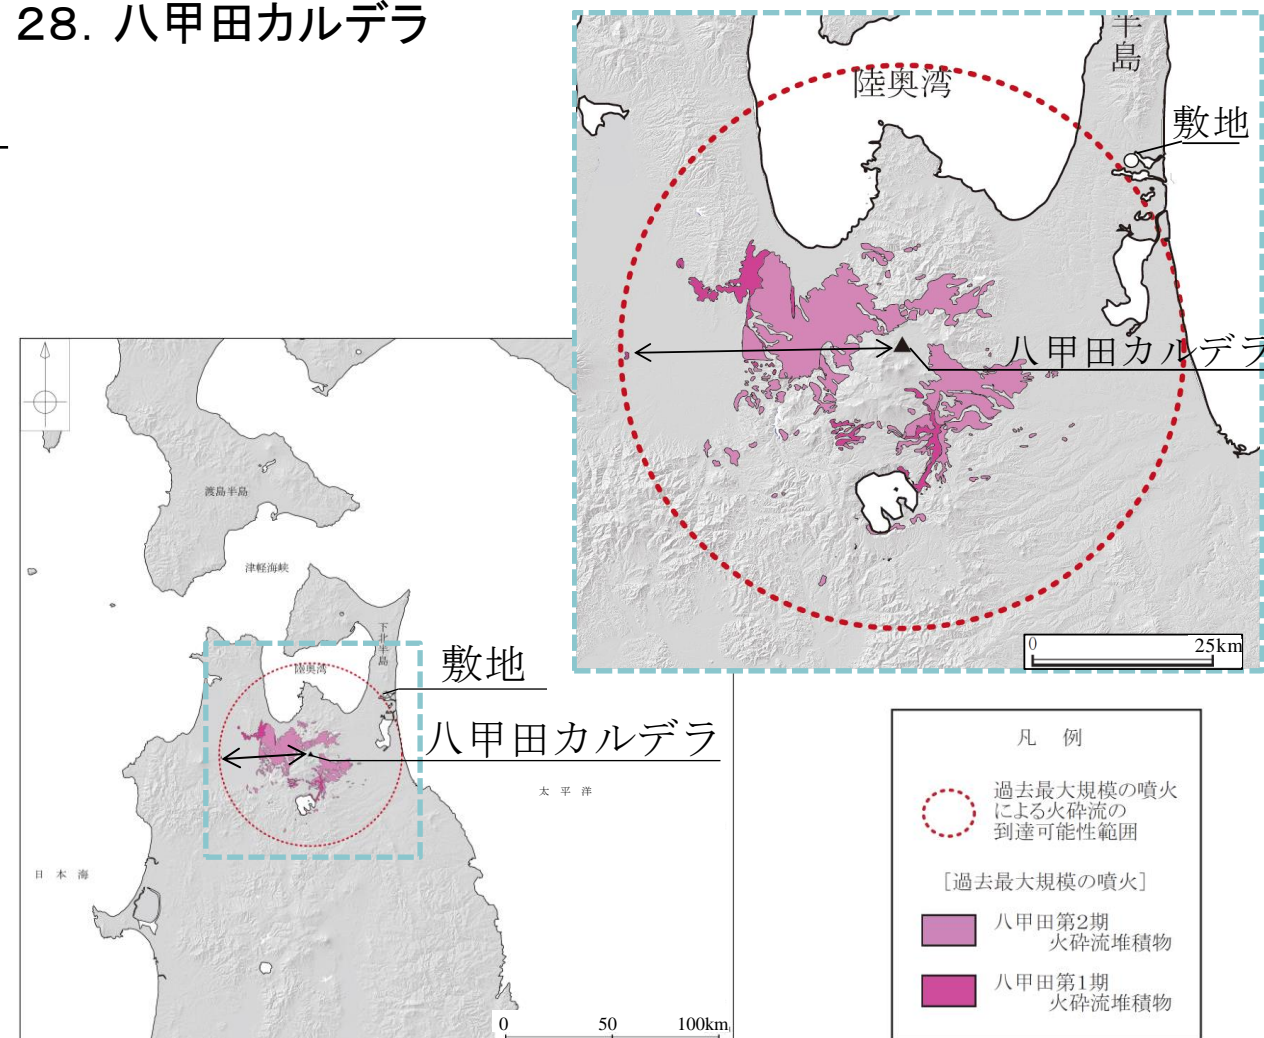 28. 八甲田カルデラ
半島
陸奥湾
敷地
八甲田カルデラ
0 25km
渡島半島
津軽海峡
下北半島
陸奥湾
敷地
八甲田カルデラ
太平洋
日本海
0 50 100km
凡 例
過去最大規模の噴火
による火砕流の
到達可能性範囲
[過去最大規模の噴火]
八甲田第2期
火砕流堆積物
八甲田第1期
火砕流堆積物